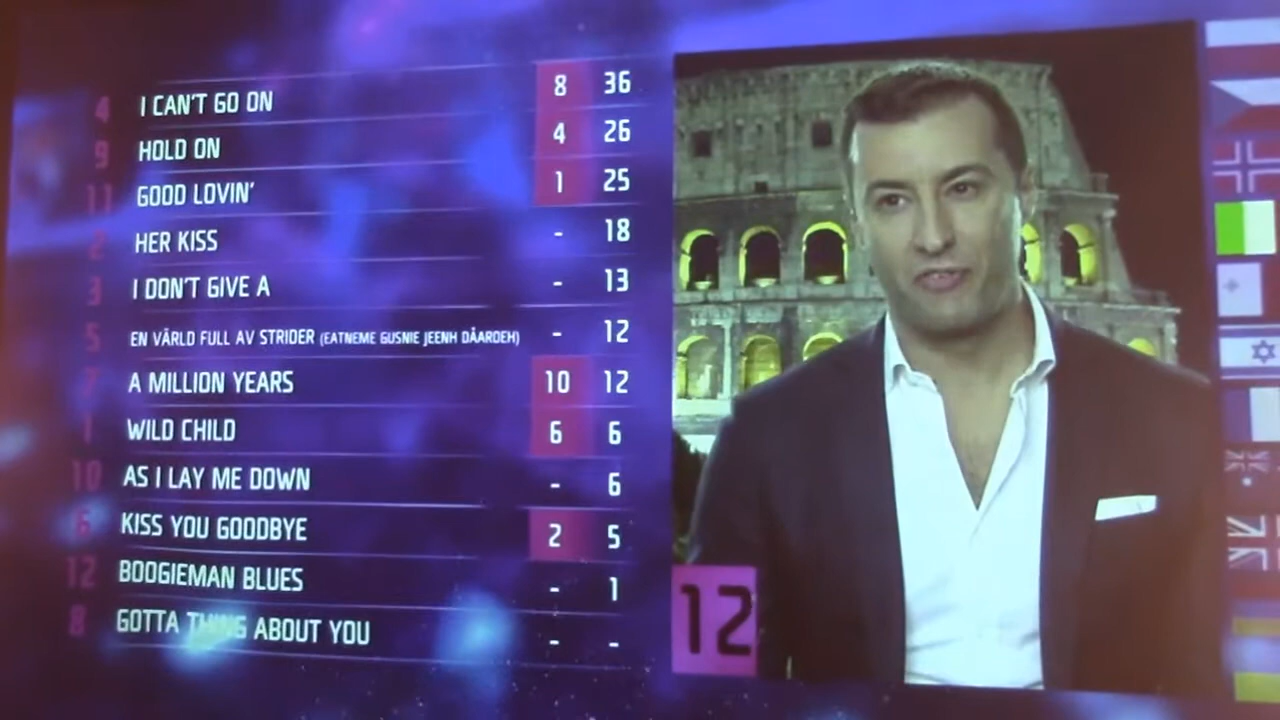 4 I CAN'T GO ON 8 36
9 HOLD ON 4 26
11 GOOD LOVIN' 1 25
2 HER KISS - 18
3 I DON'T GIVE A - 13
5 EN VÄRLD FULL AV STRIDER (EATNEME GUSNIE JEENH DÅAROEH) - 12
7 A MILLION YEARS 10 12
1 WILD CHILD 6 6
10 AS I LAY ME DOWN - 6
6 KISS YOU GOODBYE 2 5
12 BOOGIEMAN BLUES - 1
8 GOTTA THING ABOUT YOU - -
12